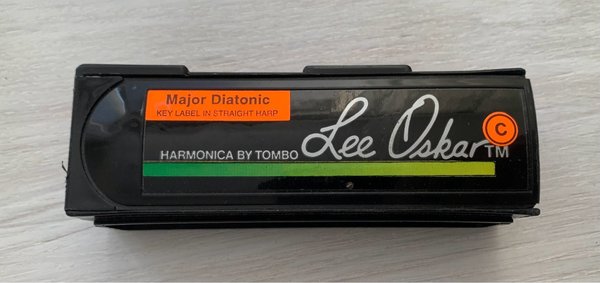 Major Diatonic
KEY LABEL IN STRAIGHT HARP
HARMONICA BY TOMBO Lee Oskar TM
C